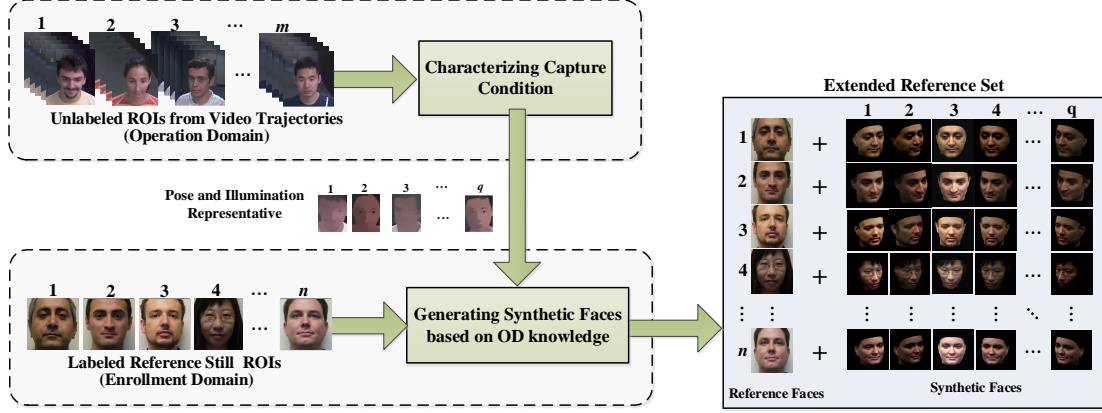 1 2 3 ... m
Unlabeled ROIs from Video Trajectories
(Operation Domain)
Characterizing Capture
Condition
Pose and Illumination
Representative
1 2 3 ... q
...
1 2 3 4 ... n
...
Labeled Reference Still ROIs
(Enrollment Domain)
Generating Synthetic Faces
based on OD knowledge
Extended Reference Set
1 2 3 4 ... q
1 + ...
2 + ...
3 + ...
4 + ...
n + ...
Reference Faces
Synthetic Faces